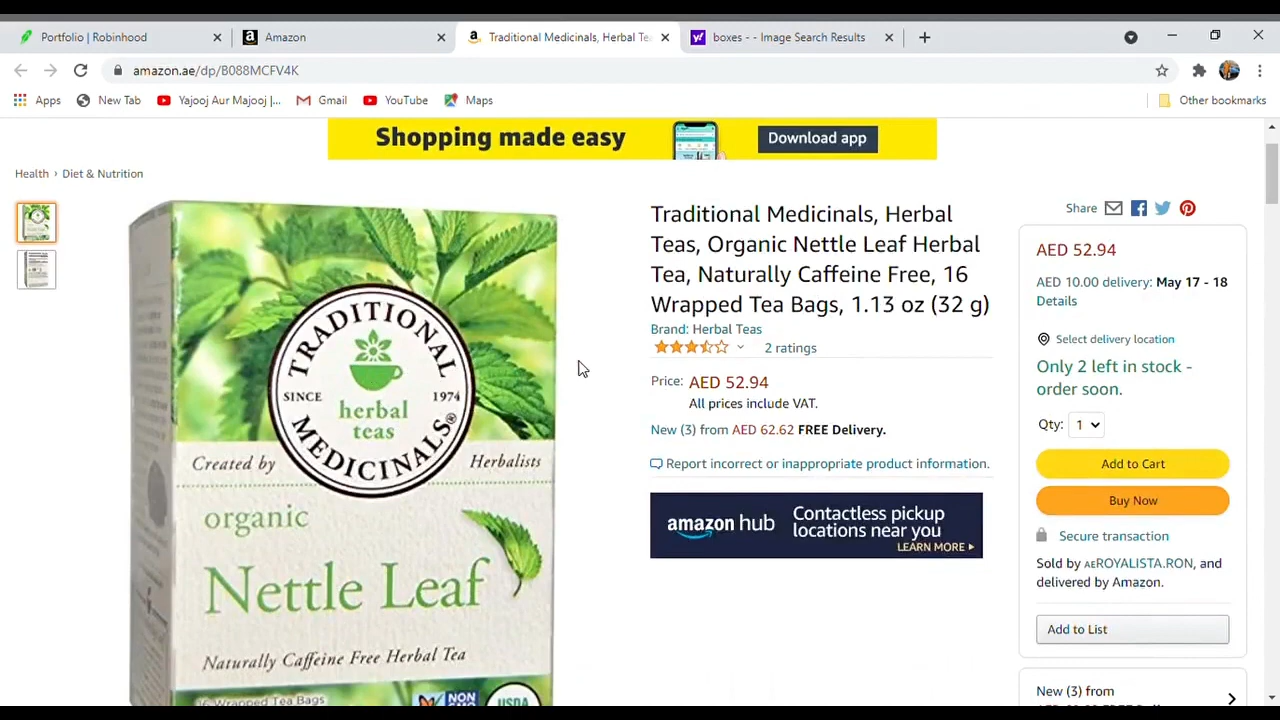 Portfolio | Robinhood
Amazon
Traditional Medicinals, Herbal Tea
boxes - - Image Search Results
amazon.ae/dp/B088MCFV4K
Apps
New Tab
Yajooj Aur Majooj |...
Gmail
YouTube
Maps
Other bookmarks
Shopping made easy
Download app
Health › Diet & Nutrition
TRADITIONAL
SINCE 1974
herbal
teas
MEDICINALS®
Created by Herbalists
organic
Nettle Leaf
Naturally Caffeine Free Herbal Tea
16 Wrapped Tea Bags
NON
USDA
Traditional Medicinals, Herbal
Teas, Organic Nettle Leaf Herbal
Tea, Naturally Caffeine Free, 16
Wrapped Tea Bags, 1.13 oz (32 g)
Brand: Herbal Teas
2 ratings
Price: AED 52.94
All prices include VAT.
New (3) from AED 62.62 FREE Delivery.
Report incorrect or inappropriate product information.
amazon hub
Contactless pickup
locations near you
LEARN MORE
Share
AED 52.94
AED 10.00 delivery: May 17 - 18
Details
Select delivery location
Only 2 left in stock -
order soon.
Qty: 1
Add to Cart
Buy Now
Secure transaction
Sold by AEROYALISTA.RON, and
delivered by Amazon.
Add to List
New (3) from